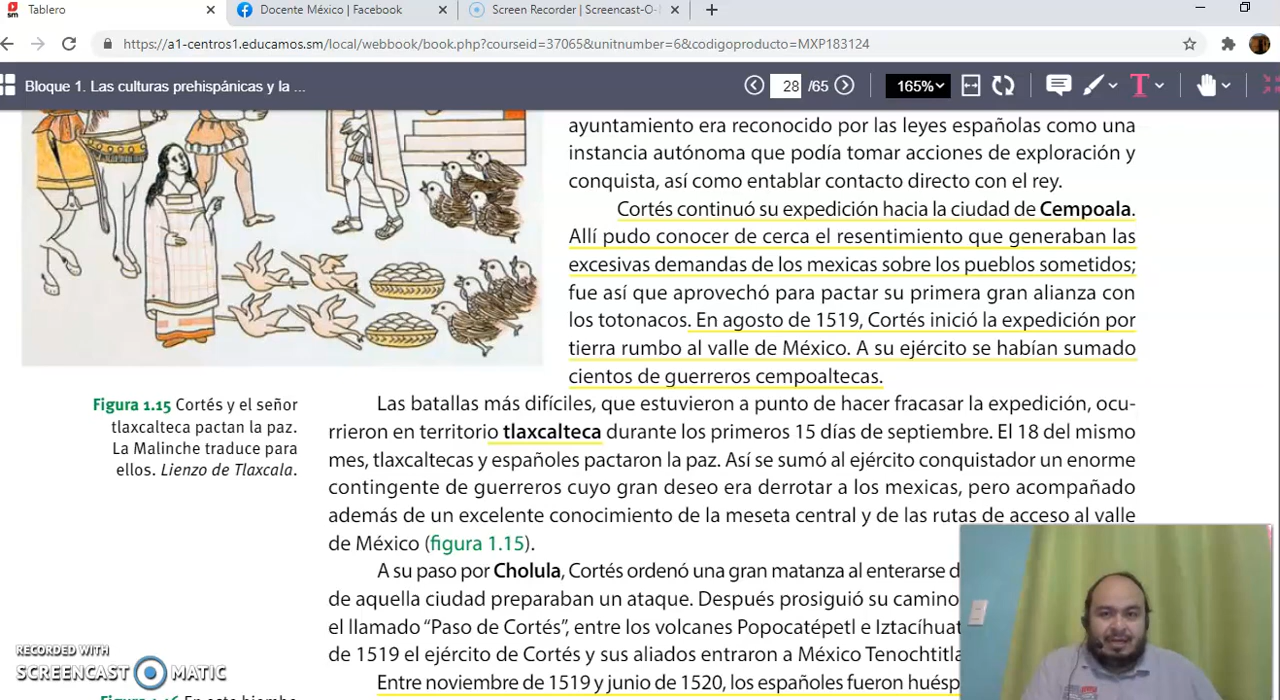 Tablero
Docente México | Facebook
Screen Recorder | Screencast-O-
https://a1-centros1.educamos.sm/local/webbook/book.php?courseid=37065&unitnumber=6&codigoproducto=MXP183124
Bloque 1. Las culturas prehispánicas y la ...
28 /65
165%
ayuntamiento era reconocido por las leyes españolas como una
instancia autónoma que podía tomar acciones de exploración y
conquista, así como entablar contacto directo con el rey.
Cortés continuó su expedición hacia la ciudad de Cempoala.
Allí pudo conocer de cerca el resentimiento que generaban las
excesivas demandas de los mexicas sobre los pueblos sometidos;
fue así que aprovechó para pactar su primera gran alianza con
los totonacos. En agosto de 1519, Cortés inició la expedición por
tierra rumbo al valle de México. A su ejército se habían sumado
cientos de guerreros cempoaltecas.
Figura 1.15 Cortés y el señor
tlaxcalteca pactan la paz.
La Malinche traduce para
ellos. Lienzo de Tlaxcala.
Las batallas más difíciles, que estuvieron a punto de hacer fracasar la expedición, ocu-
rrieron en territorio tlaxcalteca durante los primeros 15 días de septiembre. El 18 del mismo
mes, tlaxcaltecas y españoles pactaron la paz. Así se sumó al ejército conquistador un enorme
contingente de guerreros cuyo gran deseo era derrotar a los mexicas, pero acompañado
además de un excelente conocimiento de la meseta central y de las rutas de acceso al valle
de México (figura 1.15).
A su paso por Cholula, Cortés ordenó una gran matanza al enterarse d
de aquella ciudad preparaban un ataque. Después prosiguió su camino
el llamado “Paso de Cortés”, entre los volcanes Popocatépetl e Iztacíhuat
de 1519 el ejército de Cortés y sus aliados entraron a México Tenochtitla
Entre noviembre de 1519 y junio de 1520, los españoles fueron huésp
RECORDED WITH
SCREENCAST MATIC